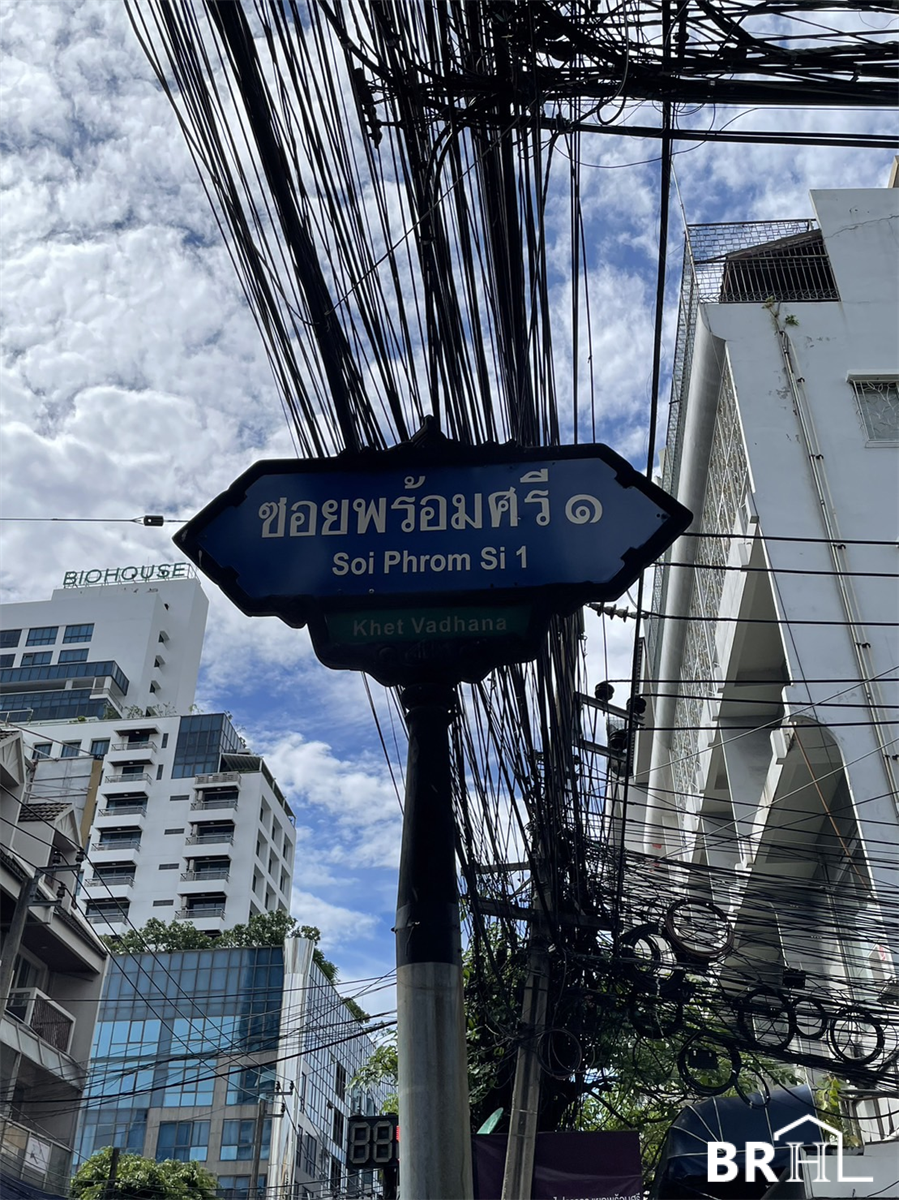 BIOHOUSE
ซอยพร้อมศรี ๑
Soi Phrom Si 1
Khet Vadhana
BRHL